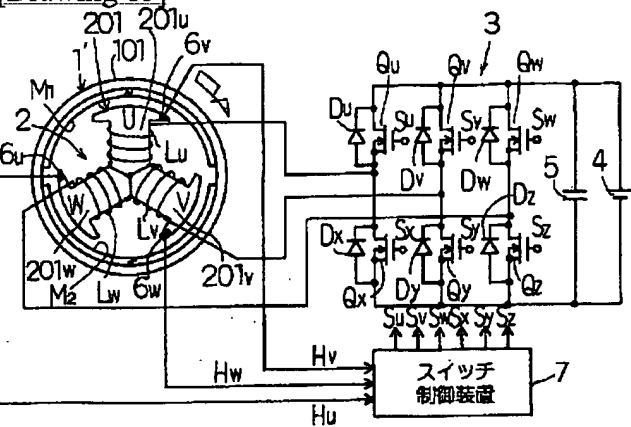 201 201u
1' 101 6v
M1
2
U
Lu
6u
W V
Lv
201w M2 Lw 6w 201v
3
Qu Qv Qw
Du Su Sv Sw
Dv Dw Dz
5 4
Dx Sx Sy Sz
Qx Dy Qy Qz
Su Sv Sw Sx Sy Sz
Hv
Hw
Hu
スイッチ
制御装置
7